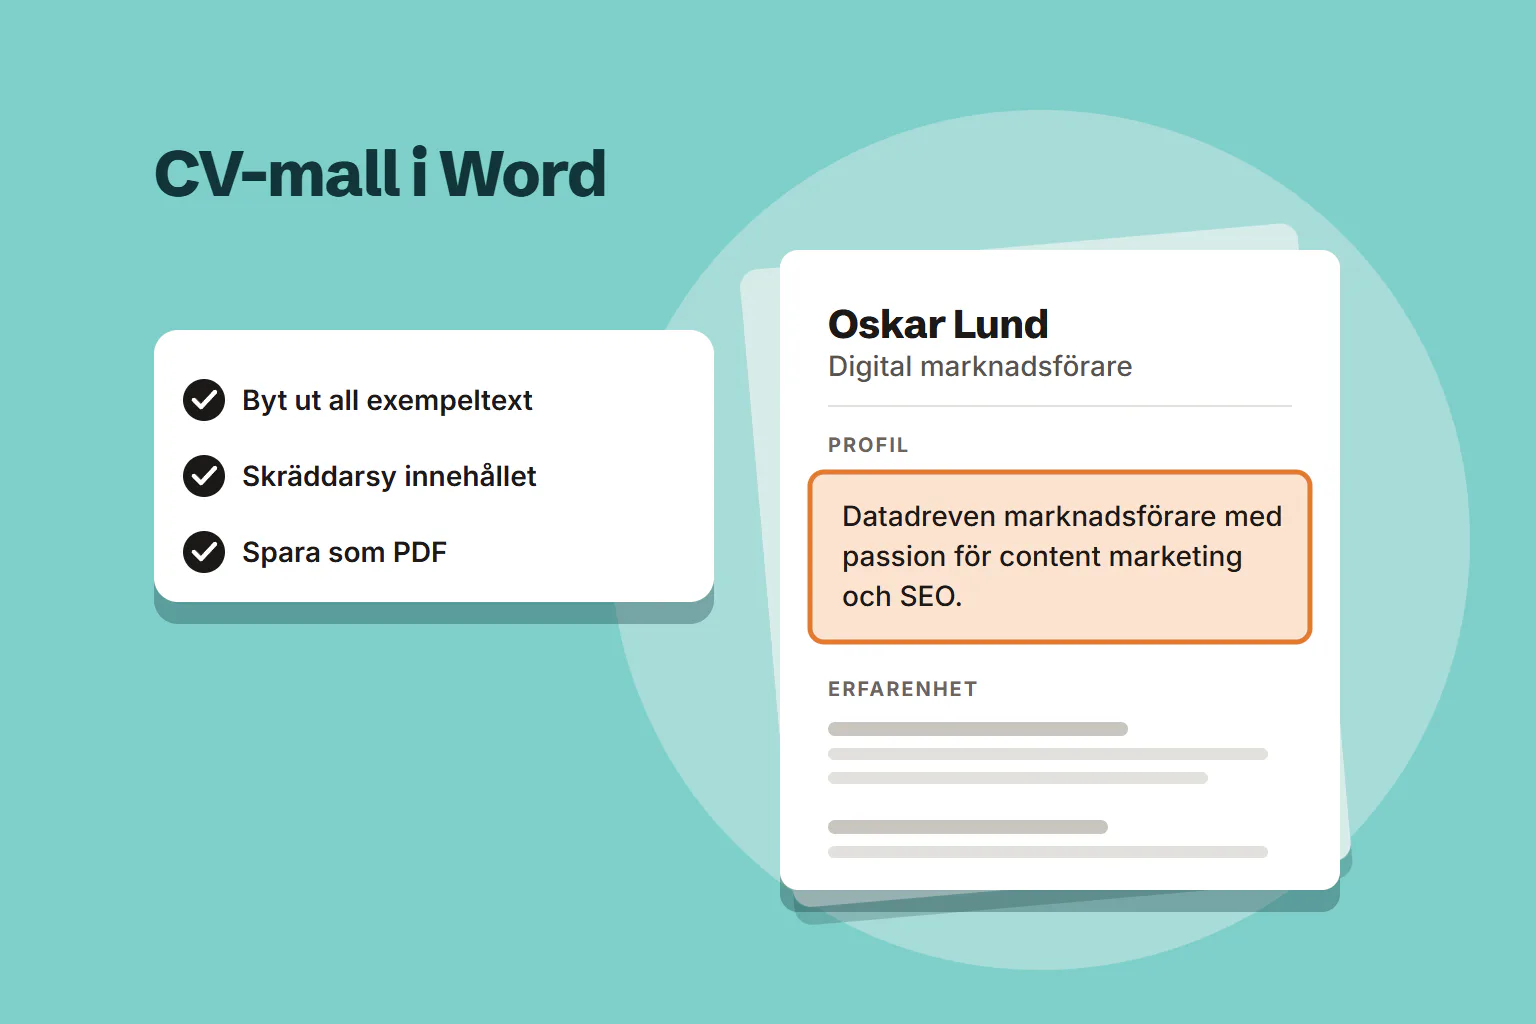 CV-mall i Word
Byt ut all exempeltext
Skräddarsy innehållet
Spara som PDF
Oskar Lund
Digital marknadsförare
PROFIL
Datadreven marknadsförare med
passion för content marketing
och SEO.
ERFARENHET